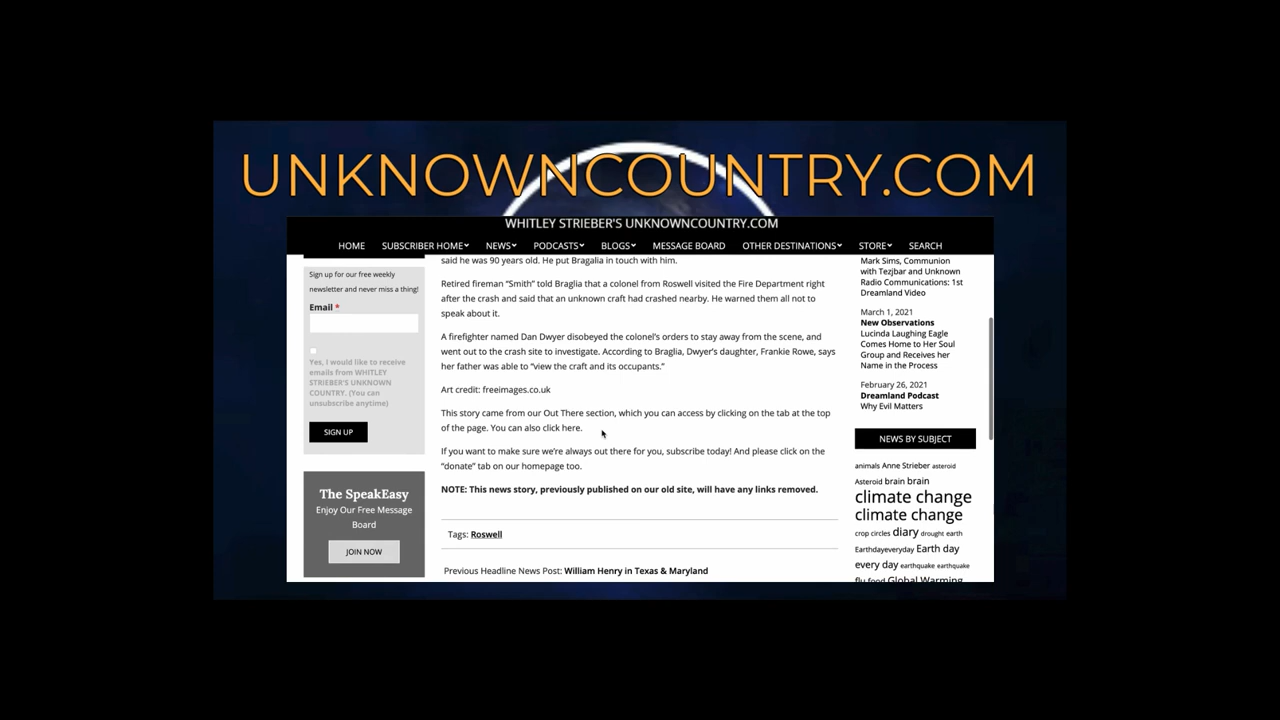 UNKNOWNCOUNTRY.COM
WHITLEY STRIEBER'S UNKNOWNCOUNTRY.COM
HOME SUBSCRIBER HOME NEWS PODCASTS BLOGS MESSAGE BOARD OTHER DESTINATIONS STORE SEARCH
Sign up for our free weekly
newsletter and never miss a thing!
Email *
Yes, I would like to receive
emails from WHITLEY
STRIEBER'S UNKNOWN
COUNTRY. (You can
unsubscribe anytime)
SIGN UP
The SpeakEasy
Enjoy Our Free Message
Board
JOIN NOW
said he was 90 years old. He put Bragalia in touch with him.
Retired fireman “Smith” told Bragalia that a colonel from Roswell visited the Fire Department right
after the crash and said that an unknown craft had crashed nearby. He warned them all not to
speak about it.
A firefighter named Dan Dwyer disobeyed the colonel's orders to stay away from the scene, and
went out to the crash site to investigate. According to Braglia, Dwyer's daughter, Frankie Rowe, says
her father was able to “view the craft and its occupants.”
Art credit: freeimages.co.uk
This story came from our Out There section, which you can access by clicking on the tab at the top
of the page. You can also click here.
If you want to make sure we're always out there for you, subscribe today! And please click on the
“donate” tab on our homepage too.
NOTE: This news story, previously published on our old site, will have any links removed.
Tags: Roswell
Previous Headline News Post: William Henry in Texas & Maryland
Mark Sims, Communion
with Tezjbar and Unknown
Radio Communications: 1st
Dreamland Video
March 1, 2021
New Observations
Lucinda Laughing Eagle
Comes Home to Her Soul
Group and Receives her
Name in the Process
February 26, 2021
Dreamland Podcast
Why Evil Matters
NEWS BY SUBJECT
animals Anne Strieber asteroid
Asteroid brain brain
climate change
climate change
crop circles diary drought earth
Earthdayeveryday Earth day
every day earthquake earthquake
flu food Global Warming